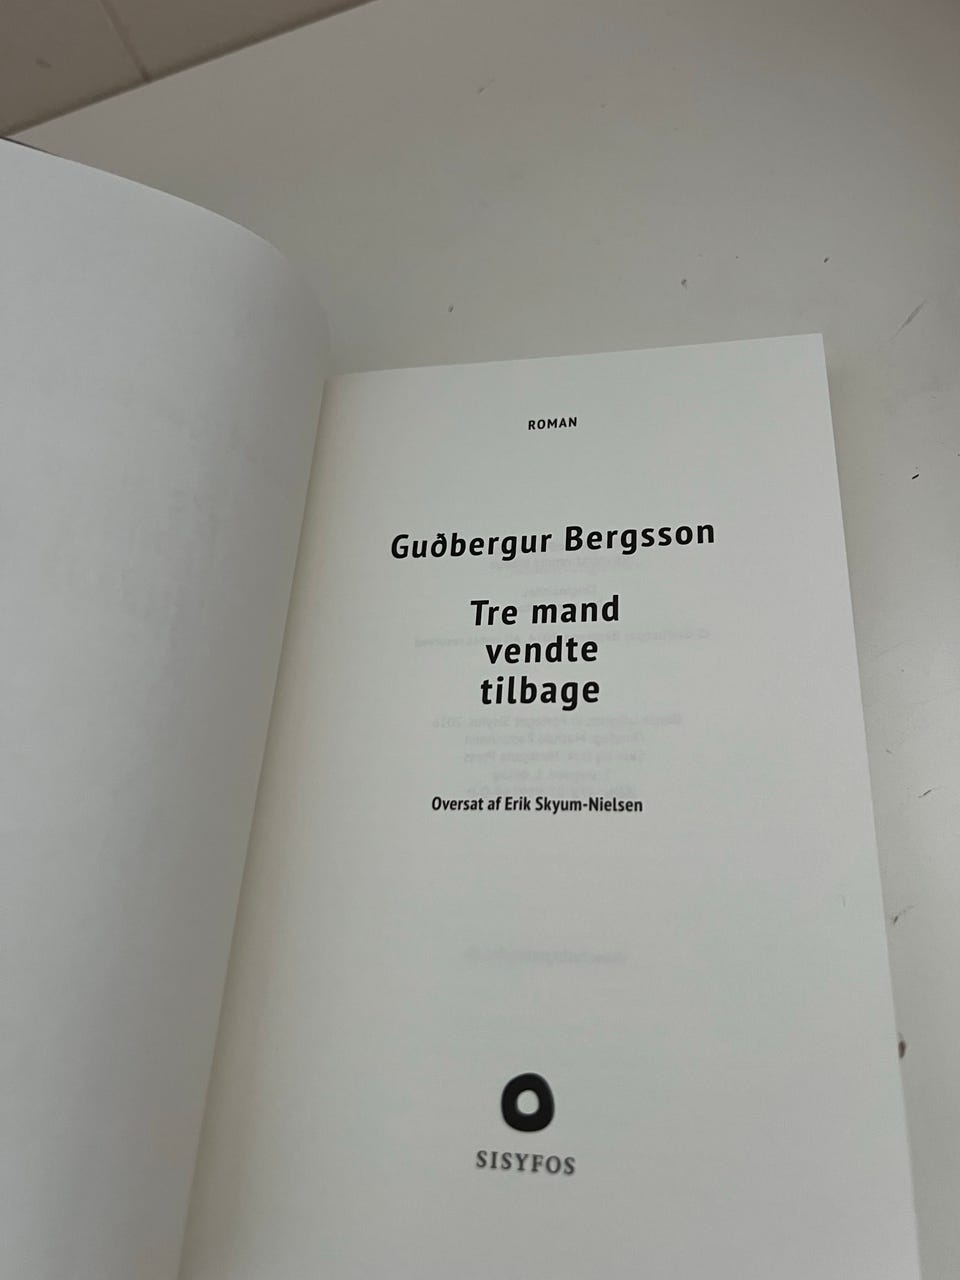 ROMAN
Guðbergur Bergsson
Tre mand
vendte
tilbage
Oversat af Erik Skyum-Nielsen
SISYFOS